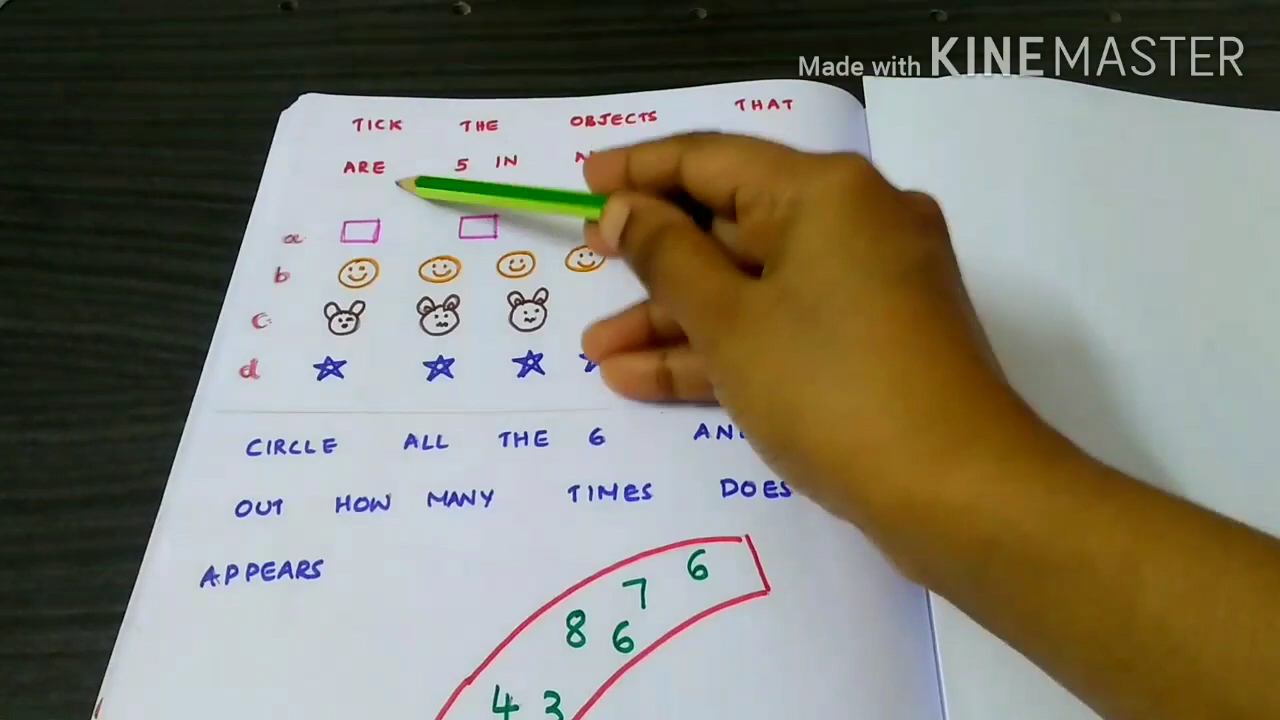 Made with KINEMASTER
TICK THE OBJECTS THAT
ARE 5 IN
a
b
c
d
CIRCLE ALL THE 6
OUT HOW MANY TIMES DOES
APPEARS
6
7
8 6
4 3